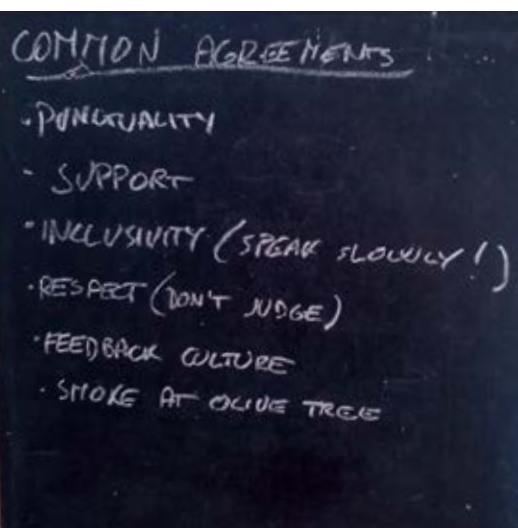 COMMON AGREEMENTS
• PUNCTUALITY
- SUPPORT
- INCLUSIVITY (SPEAK SLOWLY!)
• RESPECT (DON'T JUDGE)
• FEEDBACK CULTURE
• SMOKE AT OLIVE TREE